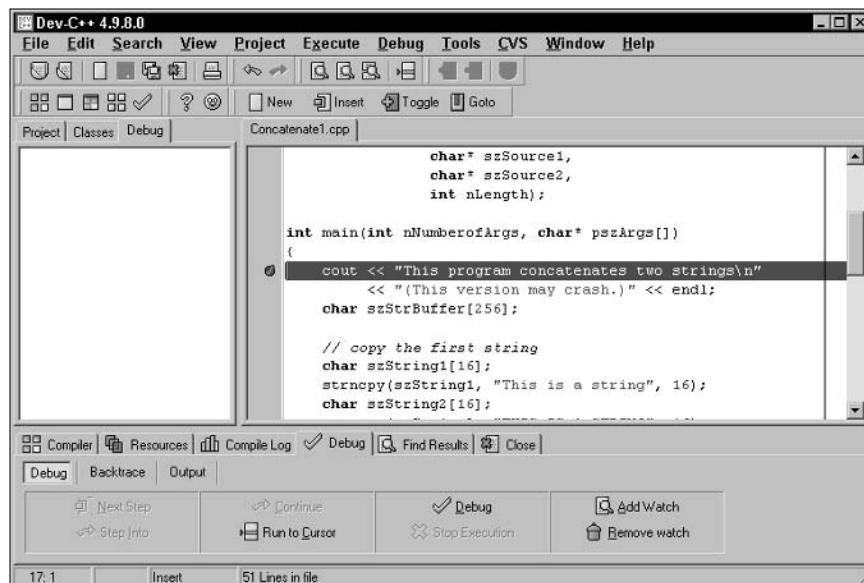 Dev-C++ 4.9.8.0
File Edit Search View Project Execute Debug Tools CVS Window Help
New Insert Toggle Goto
Project Classes Debug
Concatenate1.cpp
char* szSource1,
char* szSource2,
int nLength);
int main(int nNumberofArgs, char* pszArgs[])
{
cout << "This program concatenates two strings\n"
<< "(This version may crash.)" << endl;
char szStrBuffer[256];
// copy the first string
char szString1[16];
strncpy(szString1, "This is a string", 16);
char szString2[16];
Compiler Resources Compile Log Debug Find Results Close
Debug Backtrace Output
Next Step Continue Debug Add Watch
Step Into Run to Cursor Stop Execution Remove watch
17: 1 Insert 51 Lines in file